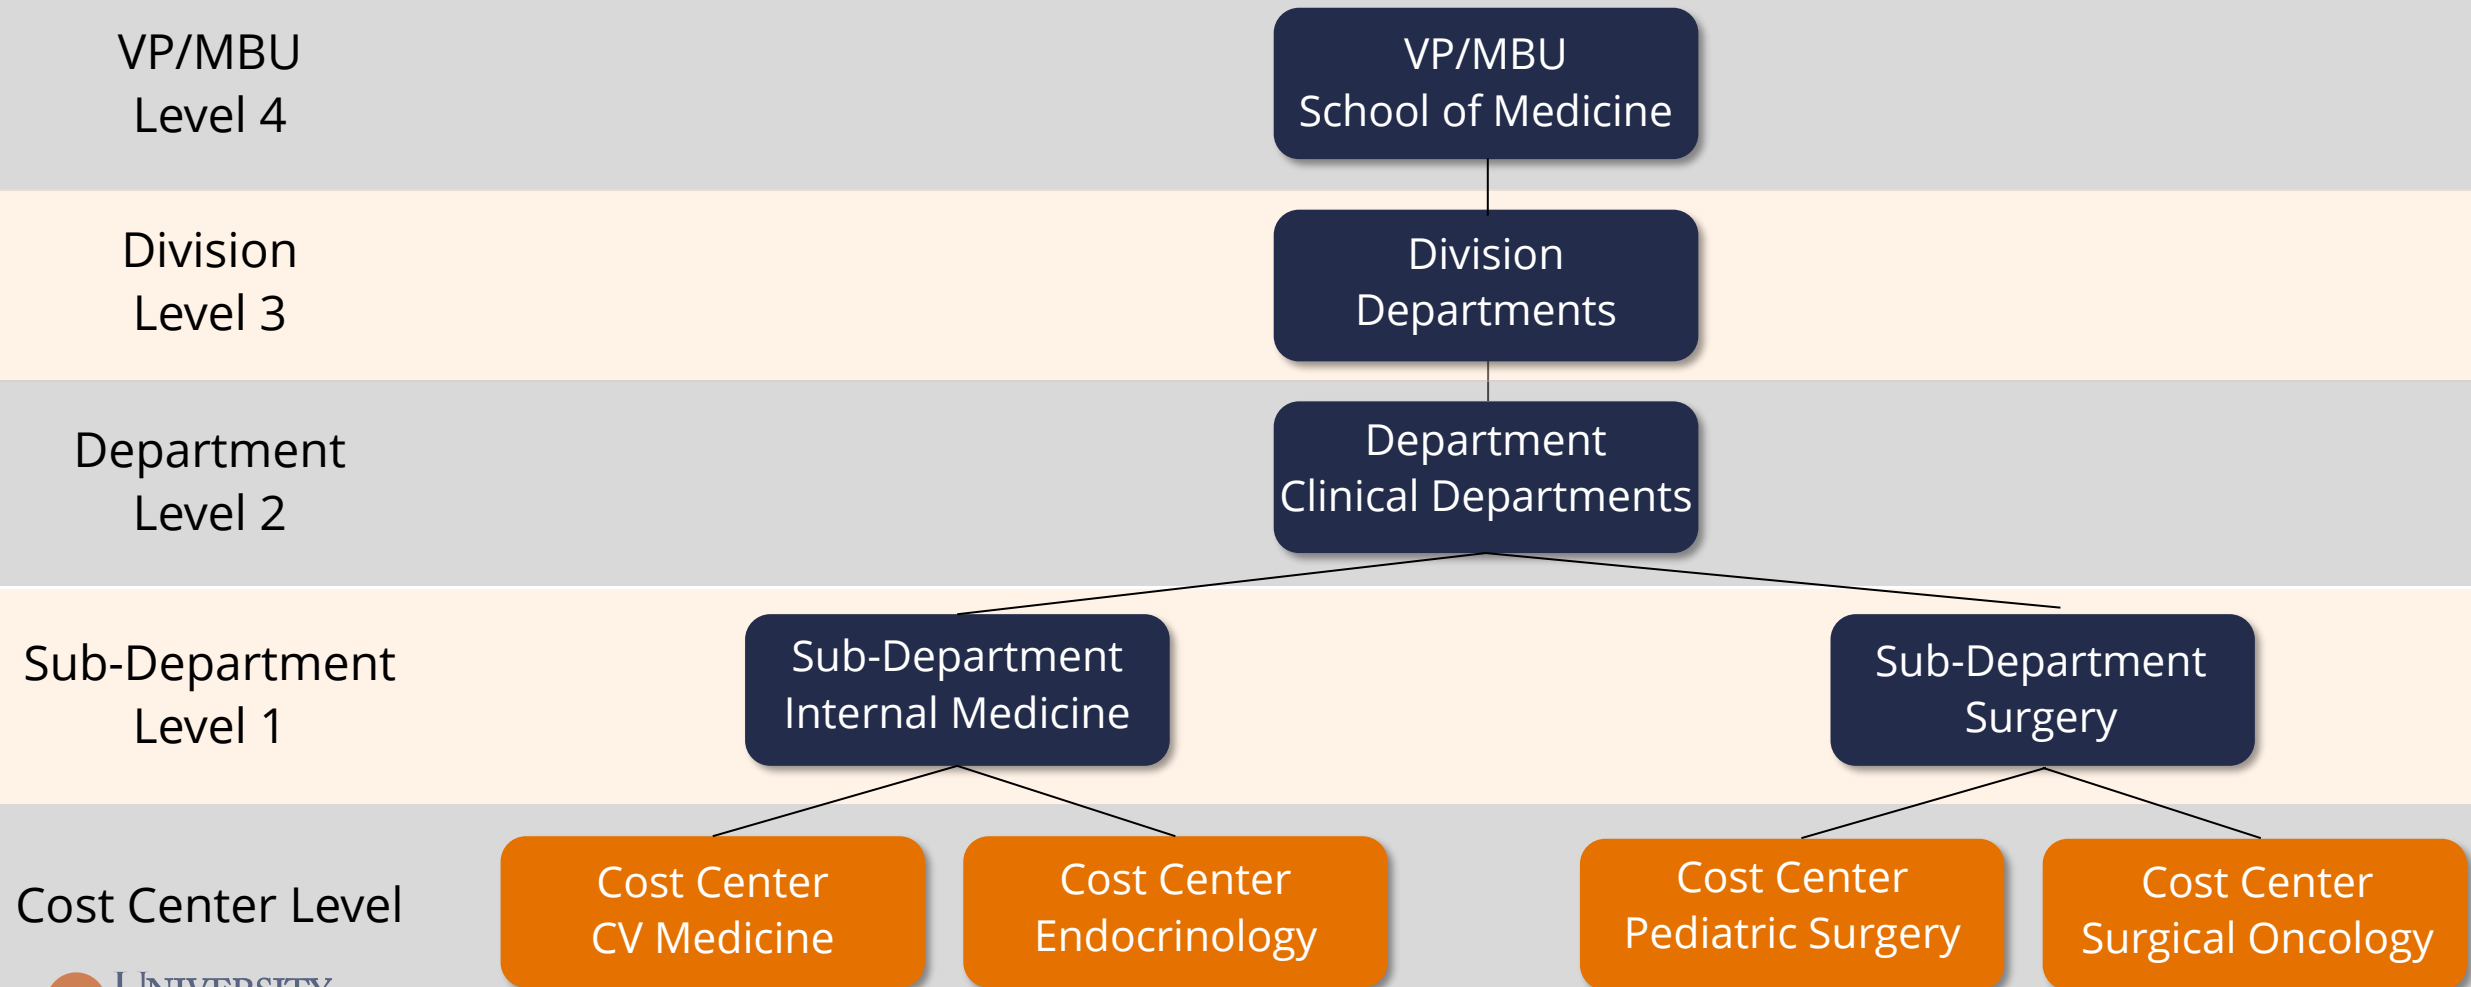 VP/MBU
Level 4
VP/MBU
School of Medicine
Division
Level 3
Division
Departments
Department
Level 2
Department
Clinical Departments
Sub-Department
Level 1
Sub-Department
Internal Medicine
Sub-Department
Surgery
Cost Center Level
Cost Center
CV Medicine
Cost Center
Endocrinology
Cost Center
Pediatric Surgery
Cost Center
Surgical Oncology
UNIVERSITY